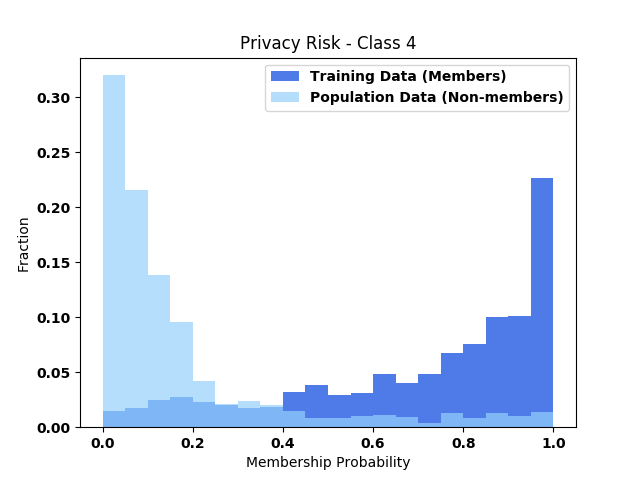 Privacy Risk - Class 4
Training Data (Members)
Population Data (Non-members)
0.30
0.25
0.20
0.15
0.10
0.05
0.00
Fraction
0.0 0.2 0.4 0.6 0.8 1.0
Membership Probability